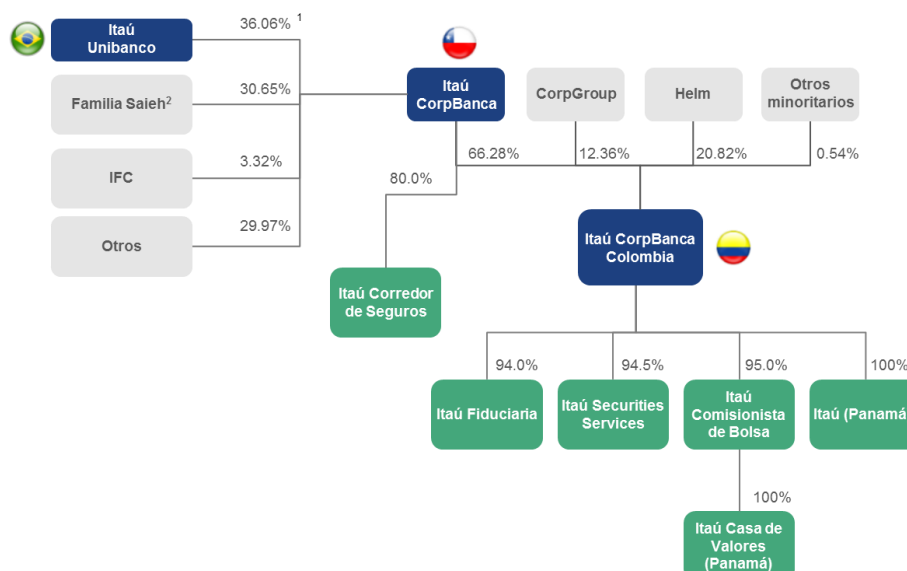 Itaú
Unibanco
36.06% 1
Familia Saieh2
30.65%
IFC
3.32%
Otros
29.97%
Itaú
CorpBanca
CorpGroup
Helm
Otros
minoritarios
66.28%
12.36%
20.82%
0.54%
80.0%
Itaú CorpBanca
Colombia
Itaú Corredor
de Seguros
94.0%
94.5%
95.0%
100%
Itaú Fiduciaria
Itaú Securities
Services
Itaú
Comisionista
de Bolsa
Itaú (Panamá
100%
Itaú Casa de
Valores
(Panamá)